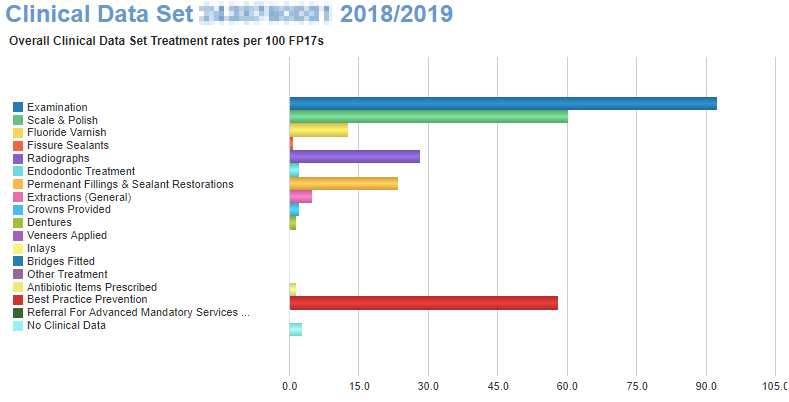 Clinical Data Set 2018/2019
Overall Clinical Data Set Treatment rates per 100 FP17s
Examination
Scale & Polish
Fluoride Varnish
Fissure Sealants
Radiographs
Endodontic Treatment
Permenant Fillings & Sealant Restorations
Extractions (General)
Crowns Provided
Dentures
Veneers Applied
Inlays
Bridges Fitted
Other Treatment
Antibiotic Items Prescribed
Best Practice Prevention
Referral For Advanced Mandatory Services ...
No Clinical Data
0.0 15.0 30.0 45.0 60.0 75.0 90.0 105.0